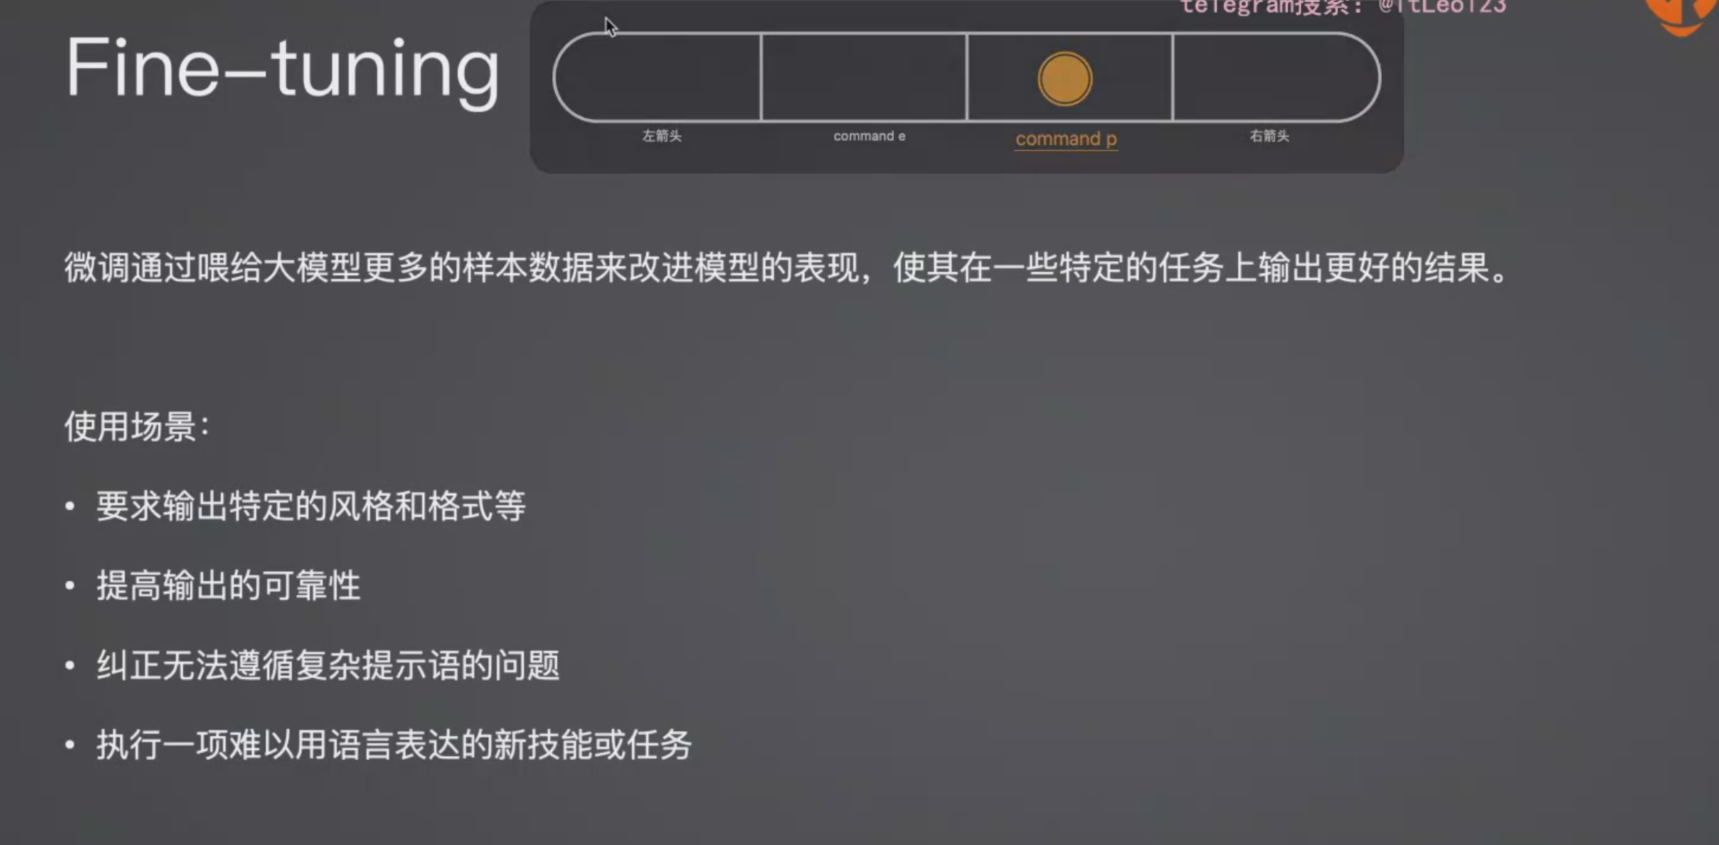 telegram搜索：@itLeo123
Fine-tuning
左箭头
command e
command p
右箭头
微调通过喂给大模型更多的样本数据来改进模型的表现，使其在一些特定的任务上输出更好的结果。
使用场景：
• 要求输出特定的风格和格式等
• 提高输出的可靠性
• 纠正无法遵循复杂提示语的问题
• 执行一项难以用语言表达的新技能或任务